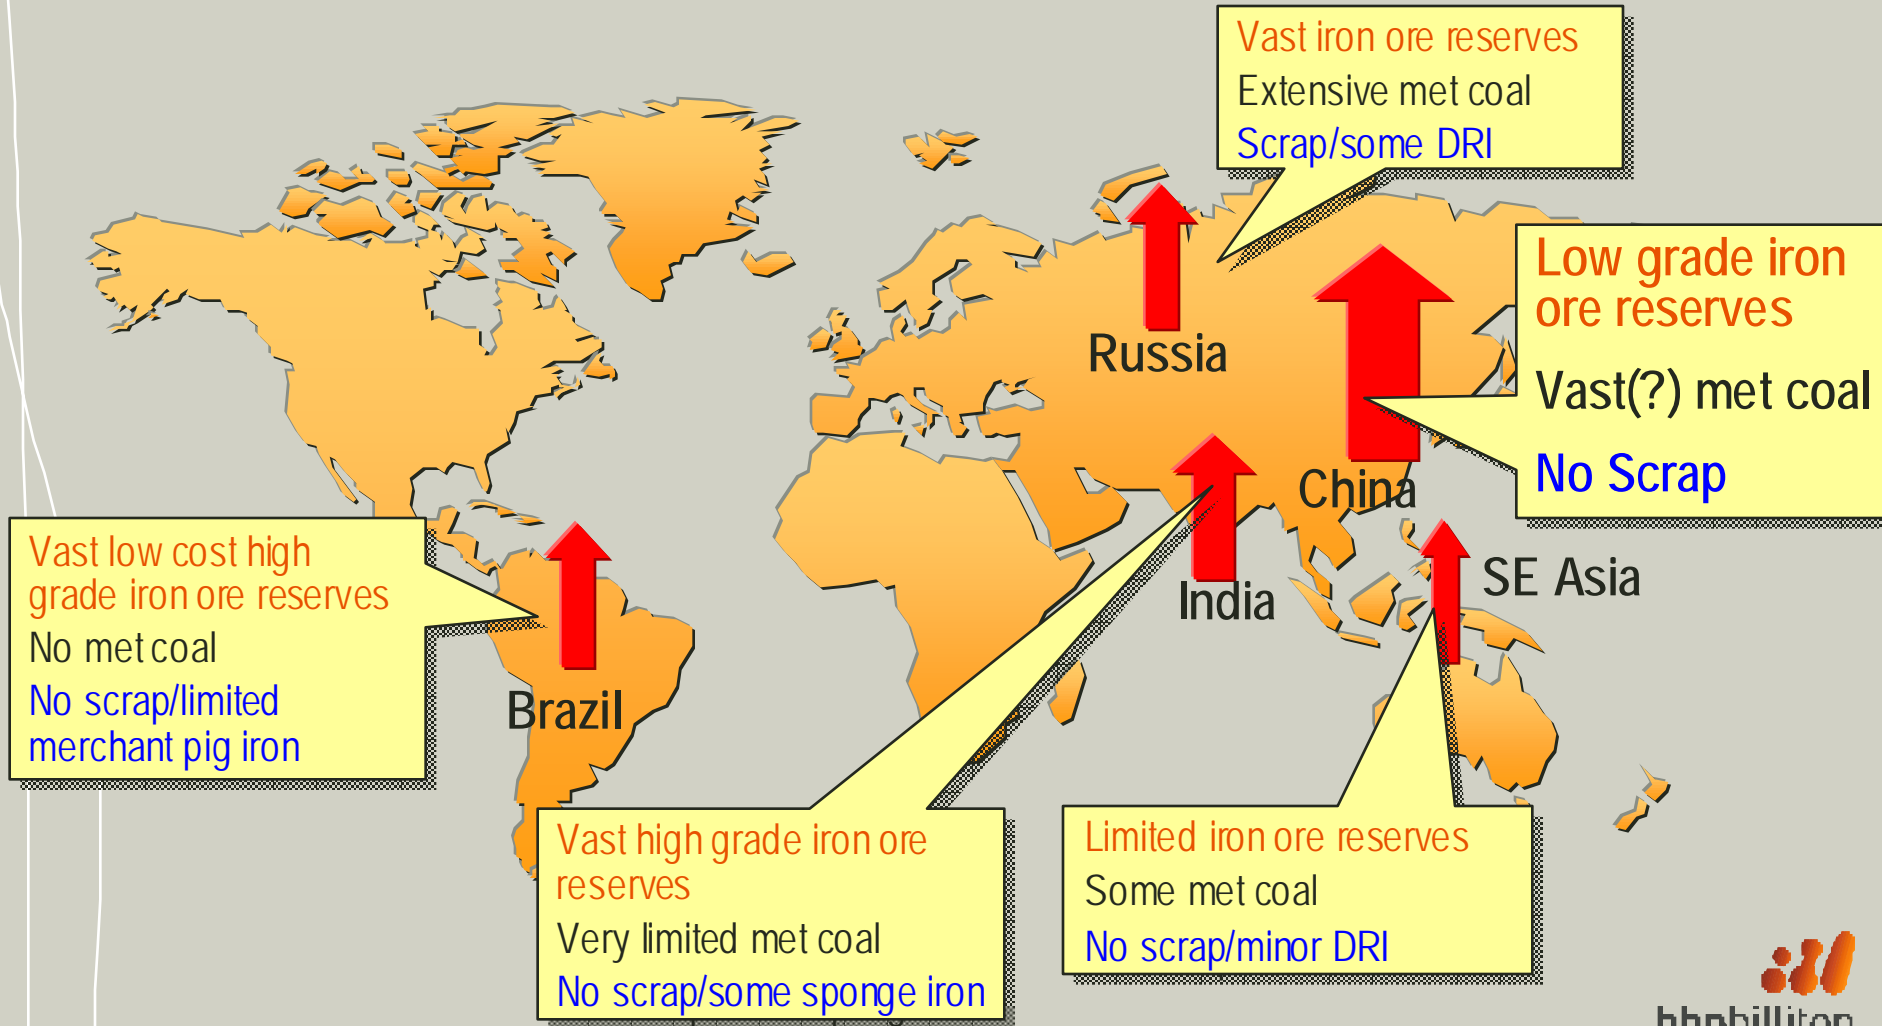 Vast iron ore reserves
Extensive met coal
Scrap/some DRI
Low grade iron
ore reserves
Vast(?) met coal
No Scrap
Russia
China
India
SE Asia
Brazil
Vast low cost high
grade iron ore reserves
No met coal
No scrap/limited
merchant pig iron
Vast high grade iron ore
reserves
Very limited met coal
No scrap/some sponge iron
Limited iron ore reserves
Some met coal
No scrap/minor DRI
bhpbilliton